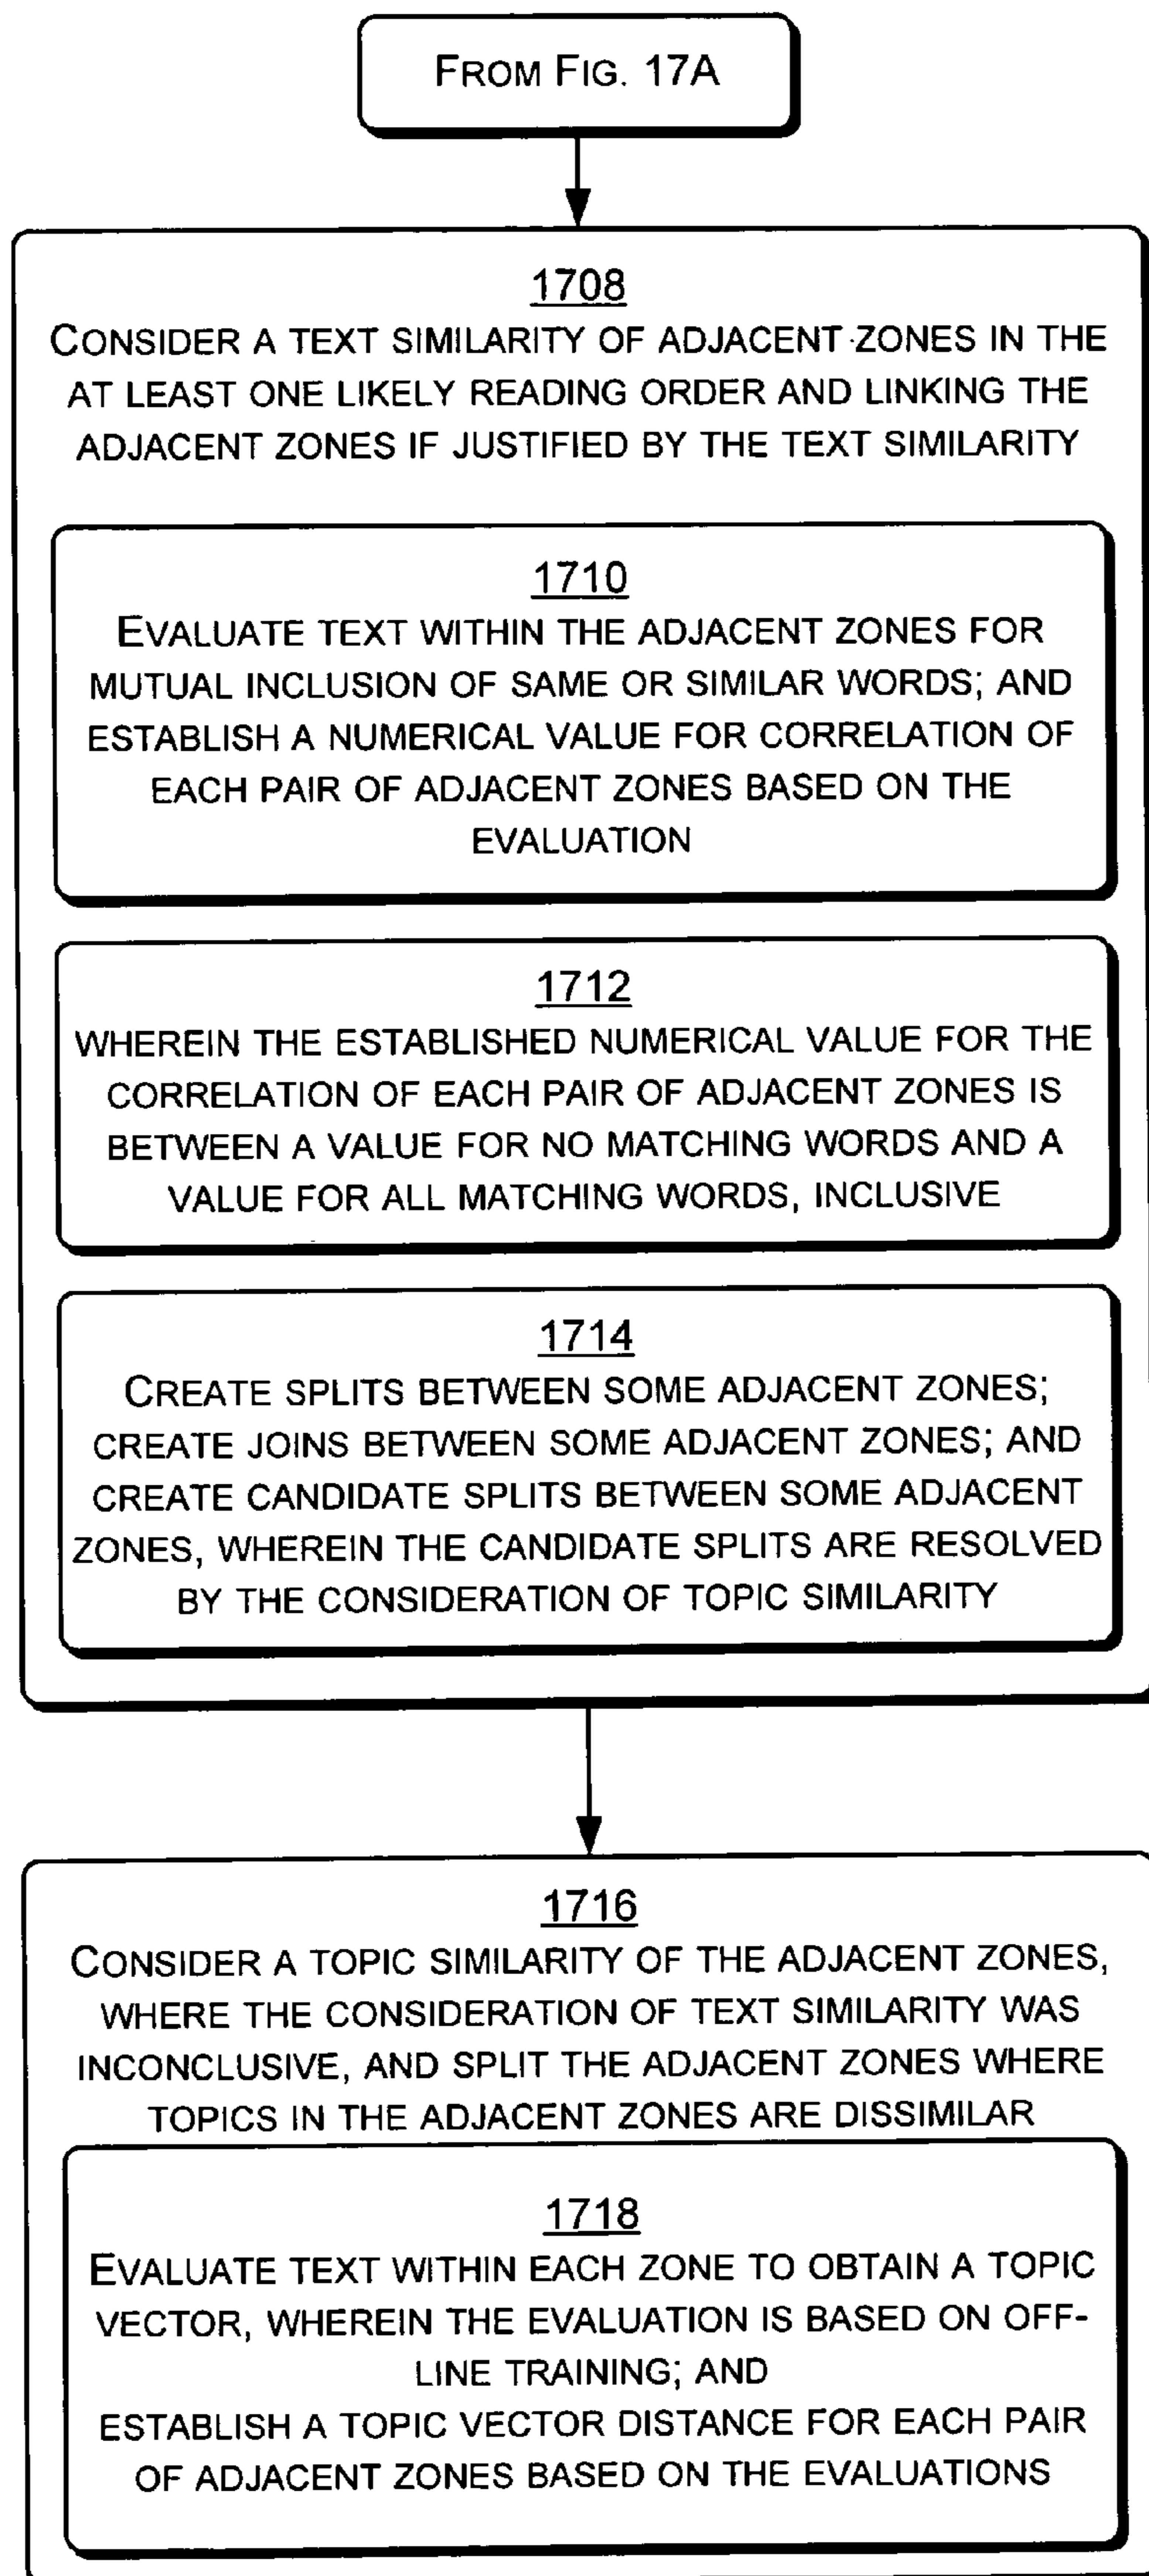 FROM FIG. 17A
1708
CONSIDER A TEXT SIMILARITY OF ADJACENT ZONES IN THE
AT LEAST ONE LIKELY READING ORDER AND LINKING THE
ADJACENT ZONES IF JUSTIFIED BY THE TEXT SIMILARITY
1710
EVALUATE TEXT WITHIN THE ADJACENT ZONES FOR
MUTUAL INCLUSION OF SAME OR SIMILAR WORDS; AND
ESTABLISH A NUMERICAL VALUE FOR CORRELATION OF
EACH PAIR OF ADJACENT ZONES BASED ON THE
EVALUATION
1712
WHEREIN THE ESTABLISHED NUMERICAL VALUE FOR THE
CORRELATION OF EACH PAIR OF ADJACENT ZONES IS
BETWEEN A VALUE FOR NO MATCHING WORDS AND A
VALUE FOR ALL MATCHING WORDS, INCLUSIVE
1714
CREATE SPLITS BETWEEN SOME ADJACENT ZONES;
CREATE JOINS BETWEEN SOME ADJACENT ZONES; AND
CREATE CANDIDATE SPLITS BETWEEN SOME ADJACENT
ZONES, WHEREIN THE CANDIDATE SPLITS ARE RESOLVED
BY THE CONSIDERATION OF TOPIC SIMILARITY
1716
CONSIDER A TOPIC SIMILARITY OF THE ADJACENT ZONES,
WHERE THE CONSIDERATION OF TEXT SIMILARITY WAS
INCONCLUSIVE, AND SPLIT THE ADJACENT ZONES WHERE
TOPICS IN THE ADJACENT ZONES ARE DISSIMILAR
1718
EVALUATE TEXT WITHIN EACH ZONE TO OBTAIN A TOPIC
VECTOR, WHEREIN THE EVALUATION IS BASED ON OFF-
LINE TRAINING; AND
ESTABLISH A TOPIC VECTOR DISTANCE FOR EACH PAIR
OF ADJACENT ZONES BASED ON THE EVALUATIONS